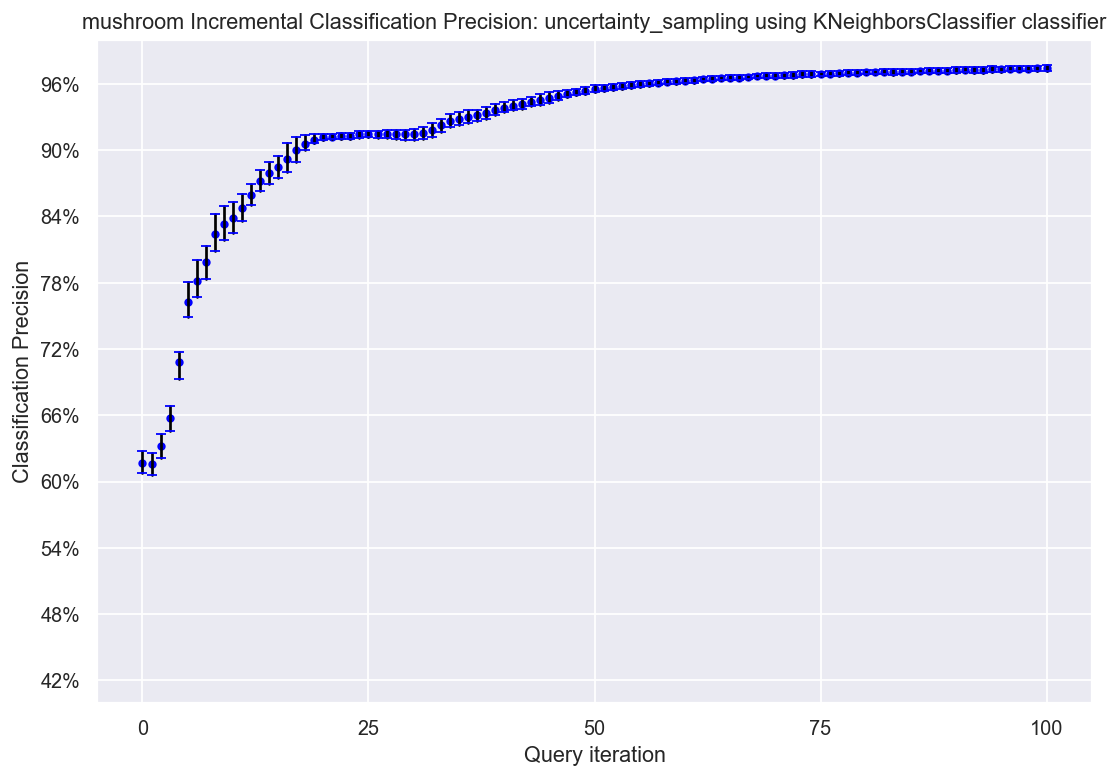 mushroom Incremental Classification Precision: uncertainty_sampling using KNeighborsClassifier classifier
96%
90%
84%
78%
72%
66%
60%
54%
48%
42%
Classification Precision
0 25 50 75 100
Query iteration